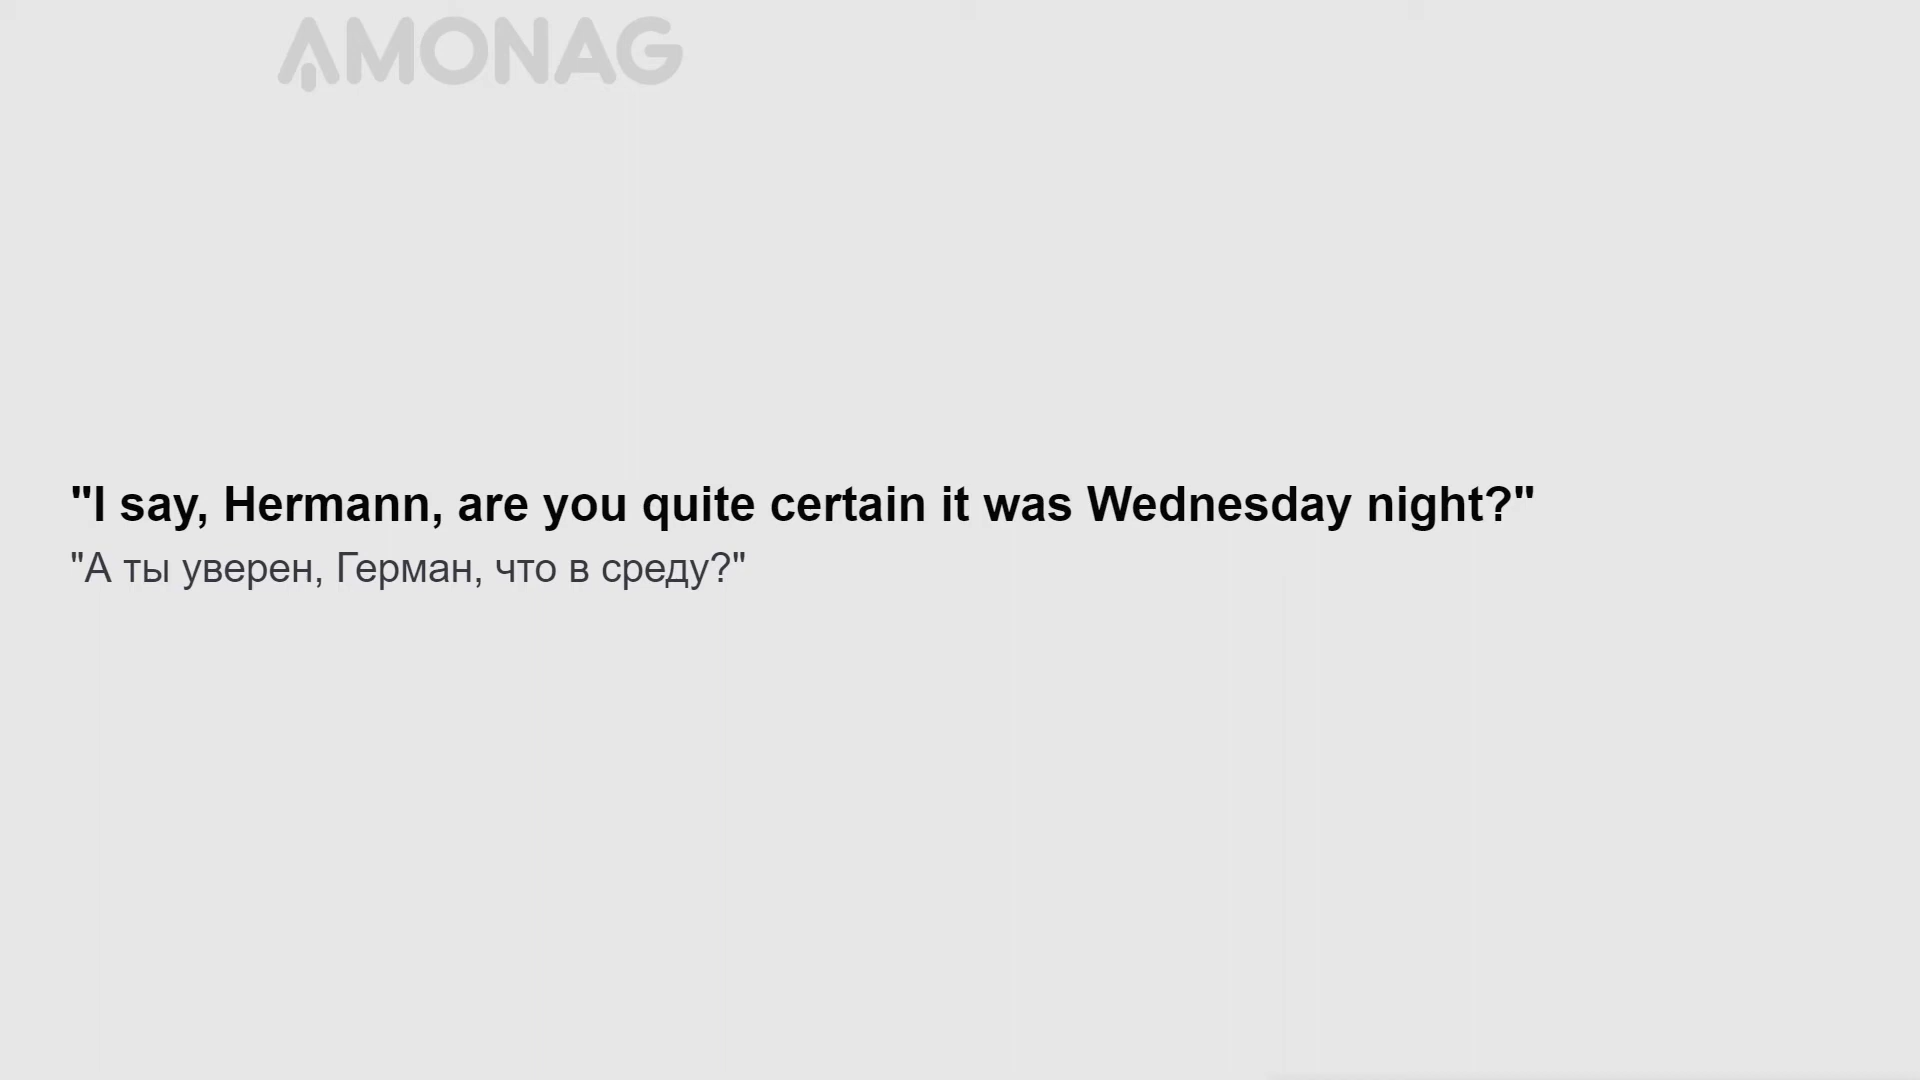 AMONAG
"I say, Hermann, are you quite certain it was Wednesday night?"
"А ты уверен, Герман, что в среду?"